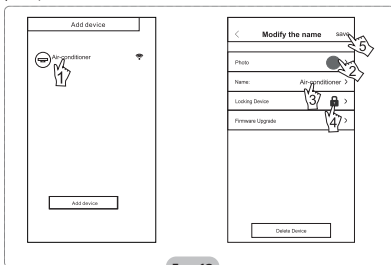 Add device
Air-conditioner
1
Add device
Modify the name
save
5
Photo
2
Name:
Air-conditioner
3
Locking Device
4
Firmware Upgrade
Delete Device